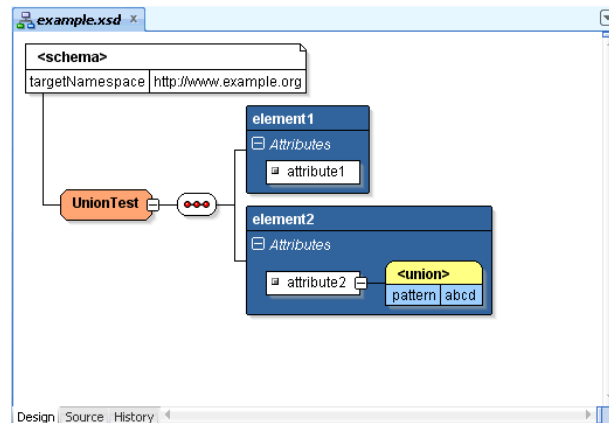 example.xsd x
<schema>
targetNamespace http://www.example.org
element1
Attributes
attribute1
UnionTest
element2
Attributes
attribute2
<union>
pattern abcd
Design Source History